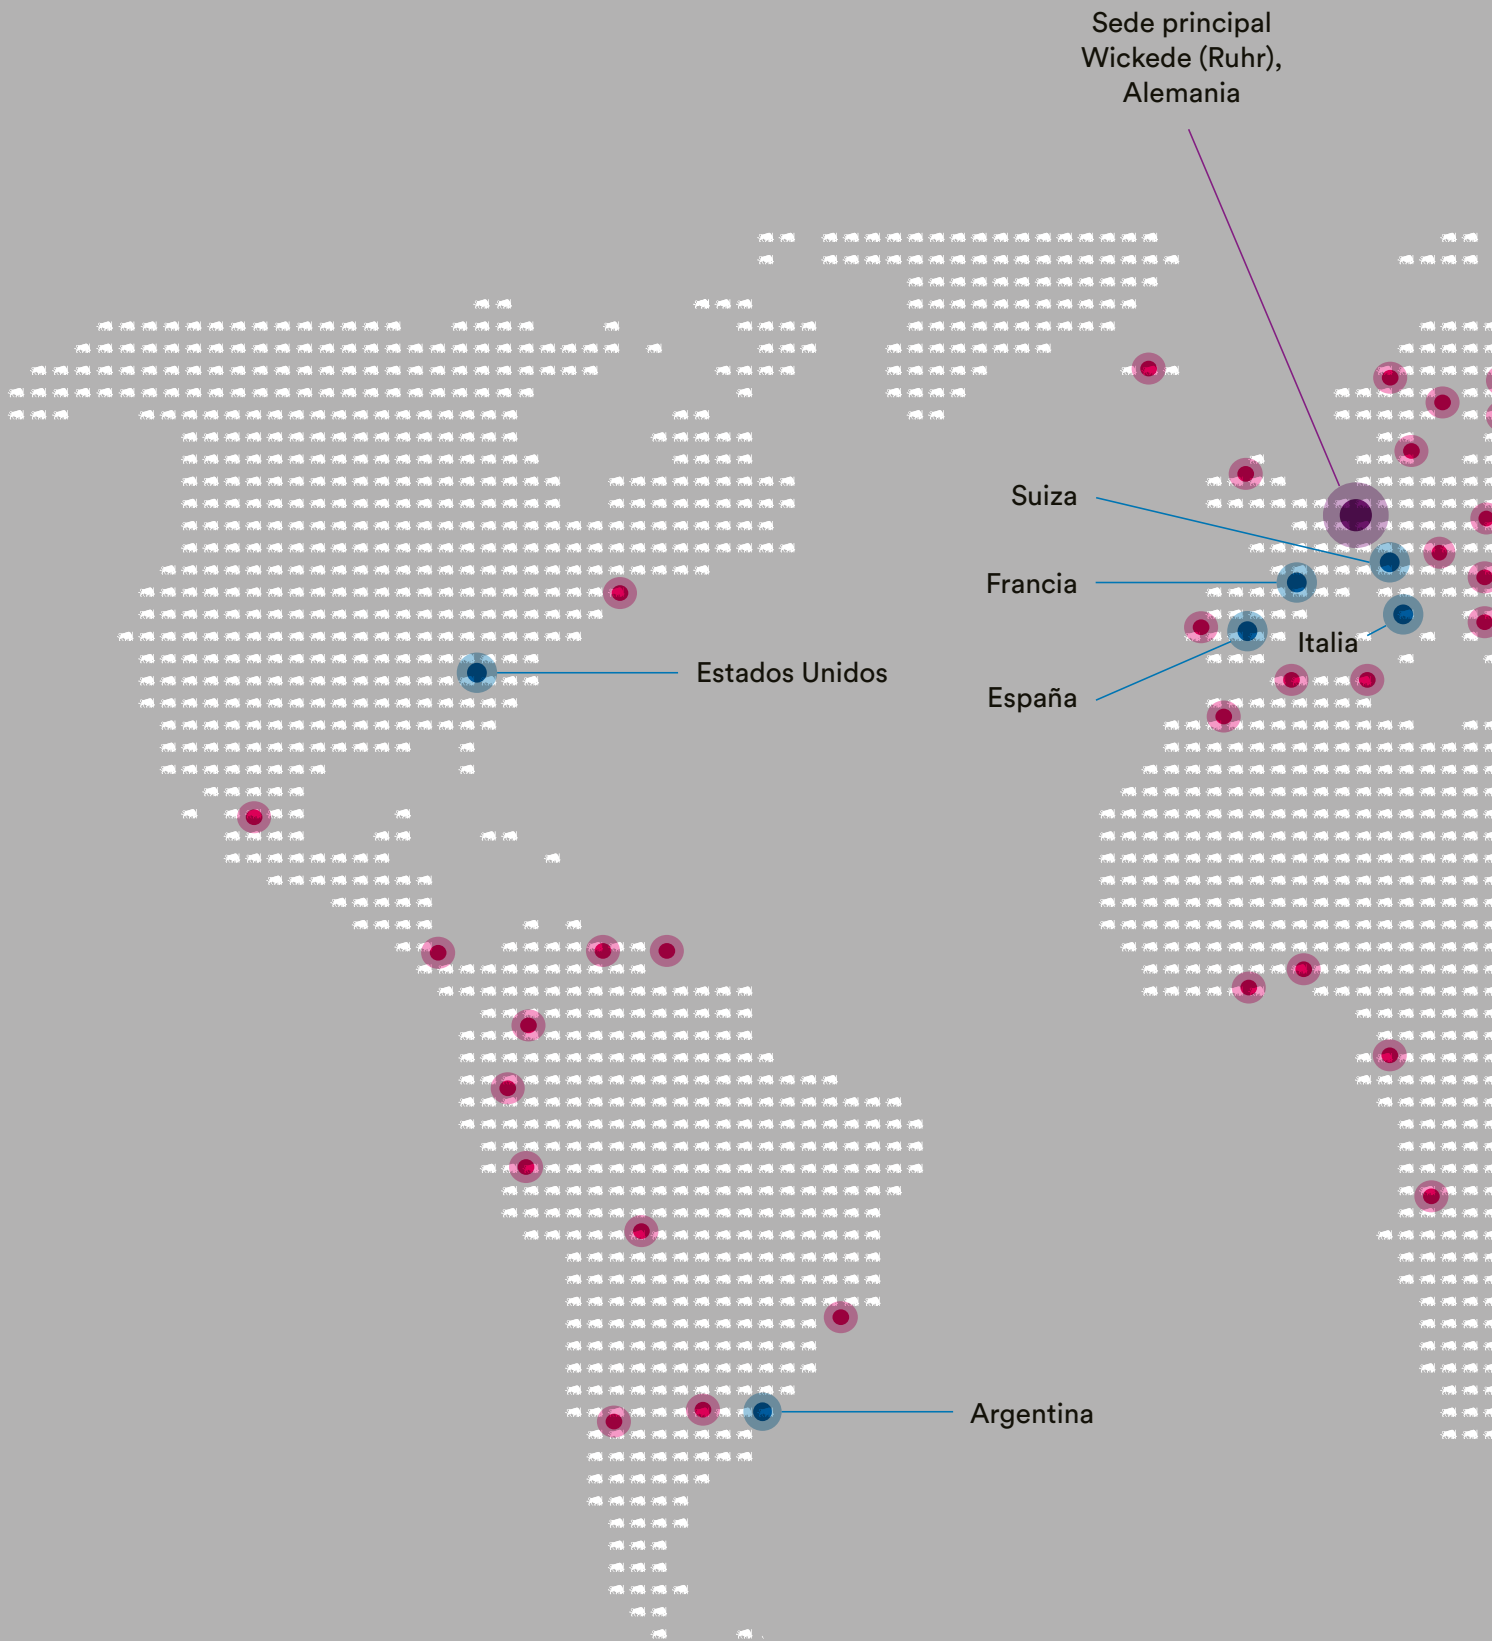 Sede principal
Wickede (Ruhr),
Alemania
Suiza
Francia
Italia
España
Estados Unidos
Argentina